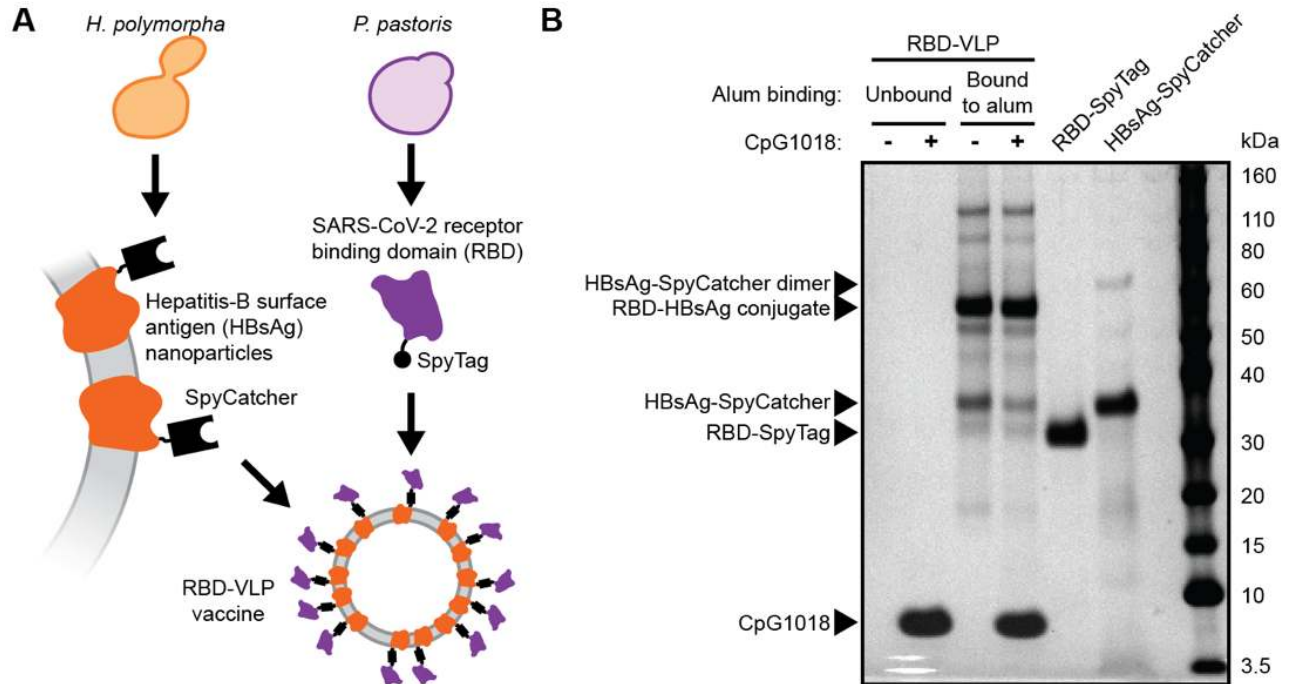 A
H. polymorpha
P. pastoris
SARS-CoV-2 receptor
binding domain (RBD)
Hepatitis-B surface
antigen (HBsAg)
nanoparticles
SpyTag
SpyCatcher
RBD-VLP
vaccine
B
RBD-VLP
Alum binding:
Unbound
Bound
to alum
RBD-SpyTag
HBsAg-SpyCatcher
CpG1018:
-
+
-
+
kDa
160
110
80
60
50
40
30
20
15
10
3.5
HBsAg-SpyCatcher dimer
RBD-HBsAg conjugate
HBsAg-SpyCatcher
RBD-SpyTag
CpG1018